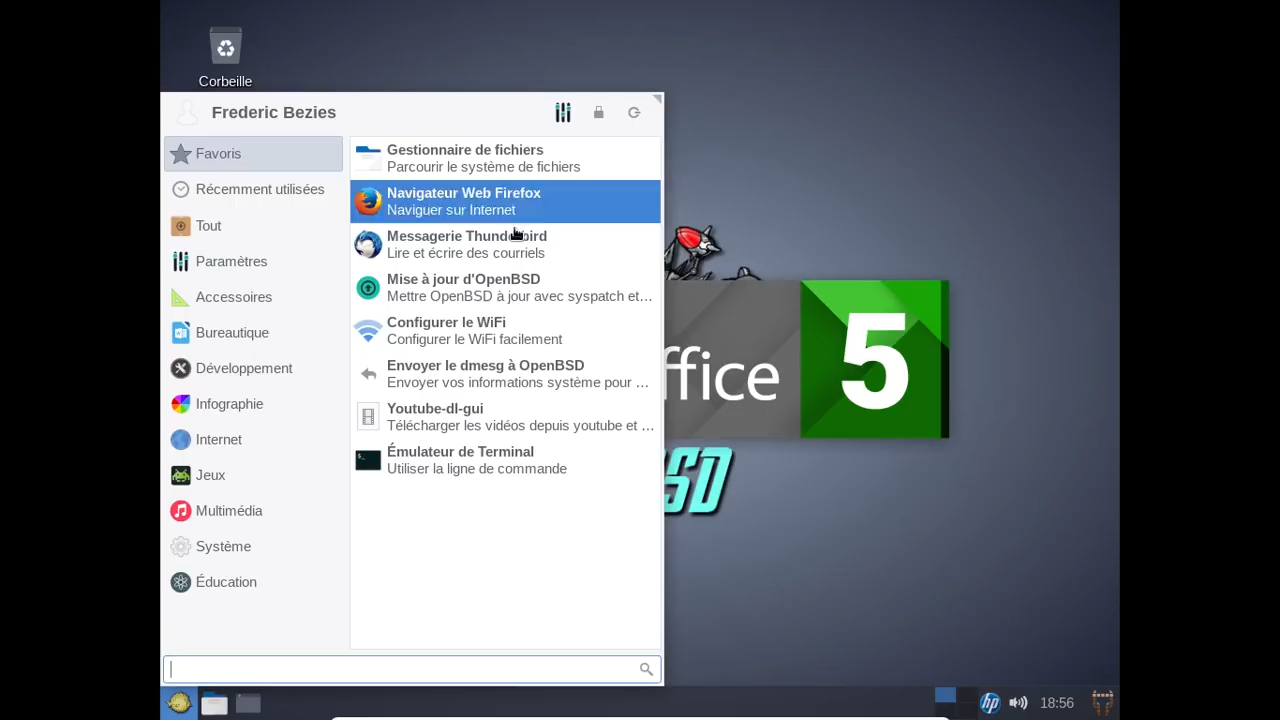 Corbeille
Frederic Bezies
Favoris
Récemment utilisées
Tout
Paramètres
Accessoires
Bureautique
Développement
Infographie
Internet
Jeux
Multimédia
Système
Éducation
Gestionnaire de fichiers
Parcourir le système de fichiers
Navigateur Web Firefox
Naviguer sur Internet
Messagerie Thunderbird
Lire et écrire des courriels
Mise à jour d'OpenBSD
Mettre OpenBSD à jour avec syspatch et...
Configurer le WiFi
Configurer le WiFi facilement
Envoyer le dmesg à OpenBSD
Envoyer vos informations système pour ...
Youtube-dl-gui
Télécharger les vidéos depuis youtube et ...
Émulateur de Terminal
Utiliser la ligne de commande
ffice 5
SD
hp
18:56